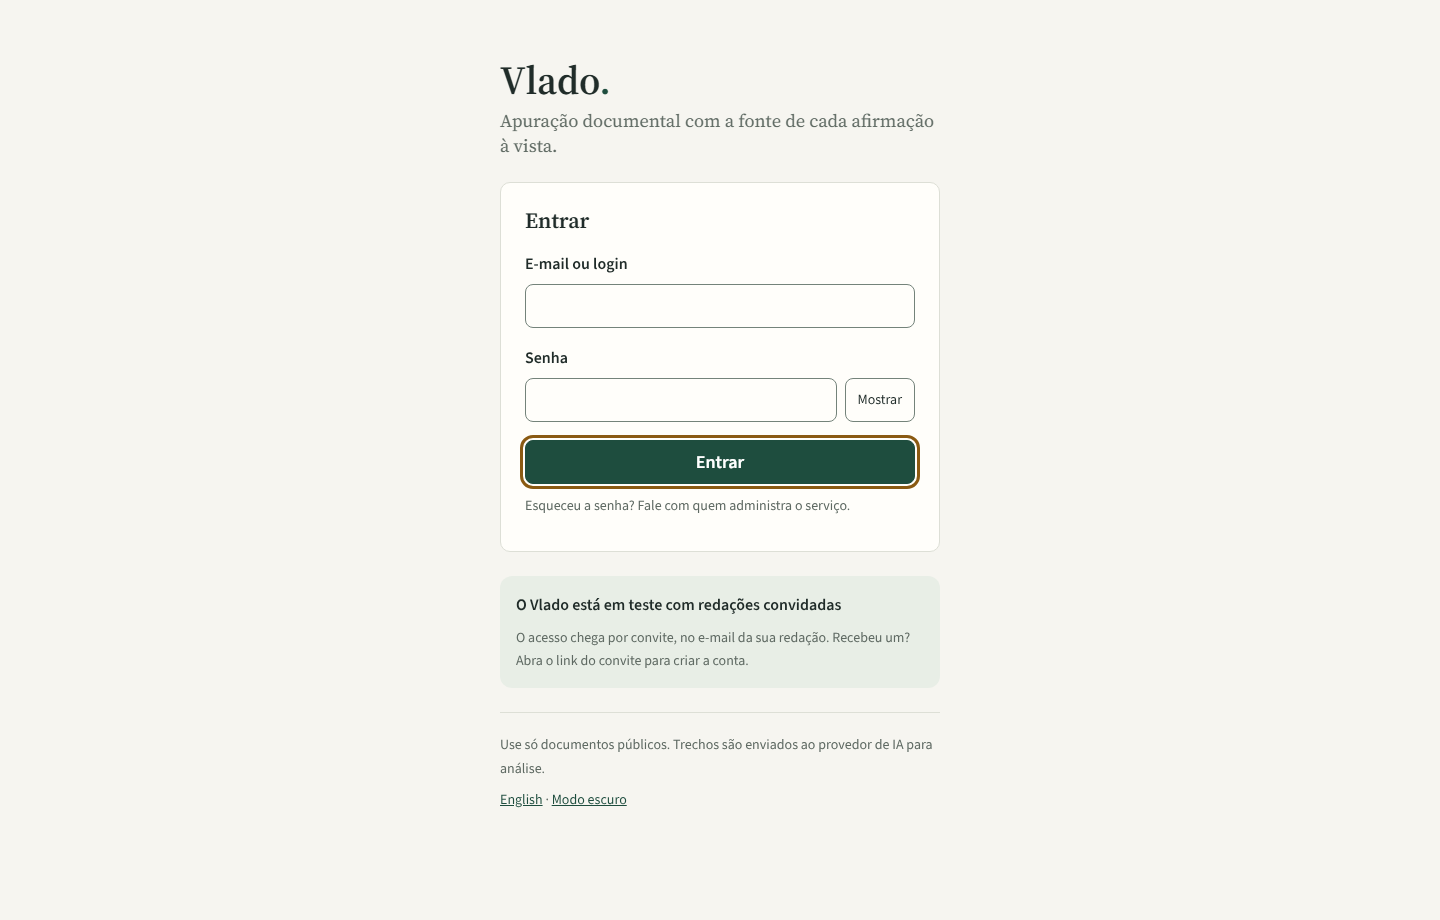 Vlado.
Apuração documental com a fonte de cada afirmação
à vista.
Entrar
E-mail ou login
Senha
Mostrar
Entrar
Esqueceu a senha? Fale com quem administra o serviço.
O Vlado está em teste com redações convidadas
O acesso chega por convite, no e-mail da sua redação. Recebeu um?
Abra o link do convite para criar a conta.
Use só documentos públicos. Trechos são enviados ao provedor de IA para
análise.
English · Modo escuro